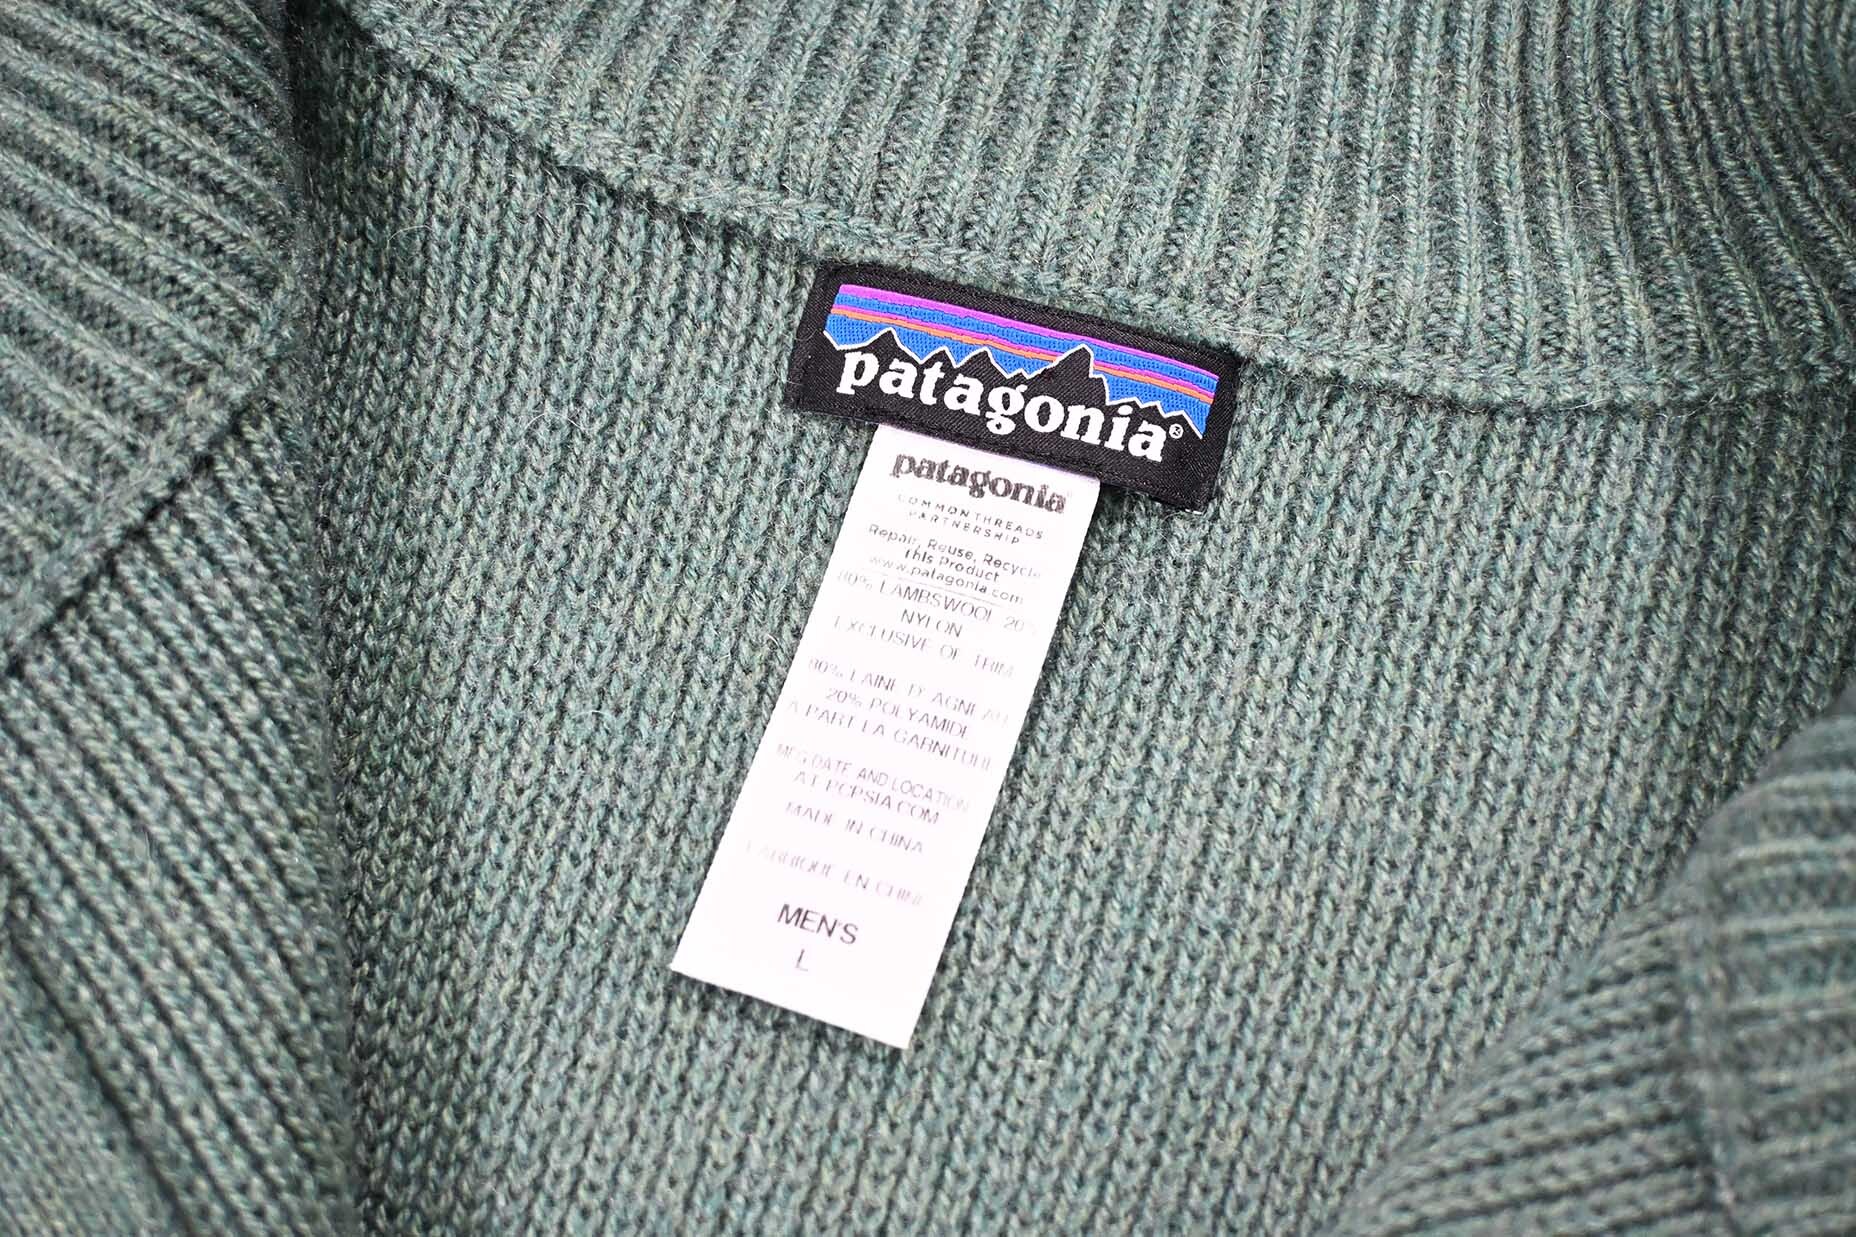 patagonia®
patagonia®
COMMON THREADS
PARTNERSHIP
Repair, Reuse, Recycle
this Product
www.patagonia.com
80% LAMBSWOOL 20%
NYLON
EXCLUSIVE OF TRIM
80% LAINE D' AGNEAU
20% POLYAMIDE
A PART LA GARNITURE
MFG DATE AND LOCATION
AT PCPSIA.COM
MADE IN CHINA
FABRIQUE EN CHINE
MEN'S
L